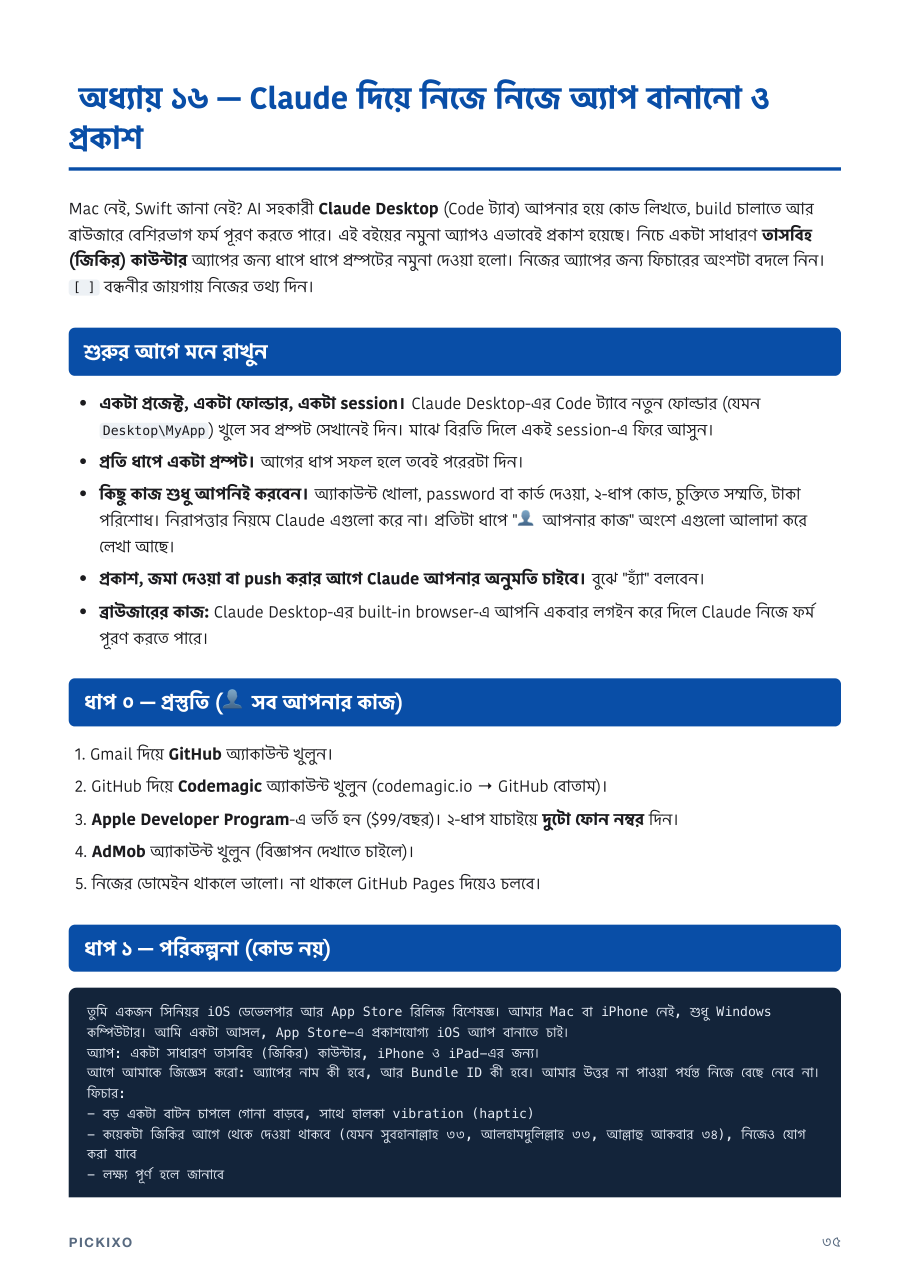 অধ্যায় ১৬ — Claude দিয়ে নিজে নিজে অ্যাপ বানানো ও
প্রকাশ
Mac নেই, Swift জানা নেই? AI সহকারী Claude Desktop (Code ট্যাব) আপনার হয়ে কোড লিখতে, build চালাতে আর
ব্রাউজারে বেশিরভাগ ফর্ম পূরণ করতে পারে। এই বইয়ের নমুনা অ্যাপও এভাবেই প্রকাশ হয়েছে। নিচে একটা সাধারণ তাসবিহ
(জিকির) কাউন্টার অ্যাপের জন্য ধাপে ধাপে প্রম্পটের নমুনা দেওয়া হলো। নিজের অ্যাপের জন্য ফিচারের অংশটা বদলে নিন।
[ ] বন্ধনীর জায়গায় নিজের তথ্য দিন।
শুরুর আগে মনে রাখুন
• একটা প্রজেক্ট, একটা ফোল্ডার, একটা session। Claude Desktop-এর Code ট্যাবে নতুন ফোল্ডার (যেমন
Desktop\MyApp) খুলে সব প্রম্পট সেখানেই দিন। মাঝে বিরতি দিলে একই session-এ ফিরে আসুন।
• প্রতি ধাপে একটা প্রম্পট। আগের ধাপ সফল হলে তবেই পরেরটা দিন।
• কিছু কাজ শুধু আপনিই করবেন। অ্যাকাউন্ট খোলা, password বা কার্ড দেওয়া, ২-ধাপ কোড, চুক্তিতে সম্মতি, টাকা
পরিশোধ। নিরাপত্তার নিয়মে Claude এগুলো করে না। প্রতিটা ধাপে "👤 আপনার কাজ" অংশে এগুলো আলাদা করে
লেখা আছে।
• প্রকাশ, জমা দেওয়া বা push করার আগে Claude আপনার অনুমতি চাইবে। বুঝে "হ্যাঁ" বলবেন।
• ব্রাউজারের কাজ: Claude Desktop-এর built-in browser-এ আপনি একবার লগইন করে দিলে Claude নিজে ফর্ম
পূরণ করতে পারে।
ধাপ ০ — প্রস্তুতি (👤 সব আপনার কাজ)
1. Gmail দিয়ে GitHub অ্যাকাউন্ট খুলুন।
2. GitHub দিয়ে Codemagic অ্যাকাউন্ট খুলুন (codemagic.io → GitHub বোতাম)।
3. Apple Developer Program-এ ভর্তি হন ($99/বছর)। ২-ধাপ যাচাইয়ে দুটো ফোন নম্বর দিন।
4. AdMob অ্যাকাউন্ট খুলুন (বিজ্ঞাপন দেখাতে চাইলে)।
5. নিজের ডোমেইন থাকলে ভালো। না থাকলে GitHub Pages দিয়েও চলবে।
ধাপ ১ — পরিকল্পনা (কোড নয়)
তুমি একজন সিনিয়র iOS ডেভেলপার আর App Store রিলিজ বিশেষজ্ঞ। আমার Mac বা iPhone নেই, শুধু Windows
কম্পিউটার। আমি একটা আসল, App Store-এ প্রকাশযোগ্য iOS অ্যাপ বানাতে চাই।
অ্যাপ: একটা সাধারণ তাসবিহ (জিকির) কাউন্টার, iPhone ও iPad-এর জন্য।
আগে আমাকে জিজ্ঞেস করো: অ্যাপের নাম কী হবে, আর Bundle ID কী হবে। আমার উত্তর না পাওয়া পর্যন্ত নিজে বেছে নেবে না।
ফিচার:
- বড় একটা বাটন চাপলে গোনা বাড়বে, সাথে হালকা vibration (haptic)
- কয়েকটা জিকির আগে থেকে দেওয়া থাকবে (যেমন সুবহানাল্লাহ ৩৩, আলহামদুলিল্লাহ ৩৩, আল্লাহু আকবার ৩৪), নিজেও যোগ
করা যাবে
- লক্ষ্য পূর্ণ হলে জানাবে
PICKIXO
৩৫